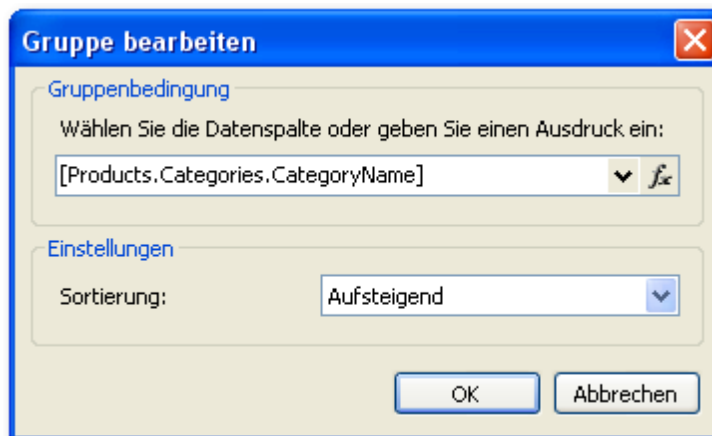 Gruppe bearbeiten
Gruppenbedingung
Wählen Sie die Datenspalte oder geben Sie einen Ausdruck ein:
[Products.Categories.CategoryName] fx
Einstellungen
Sortierung: Aufsteigend
OK Abbrechen